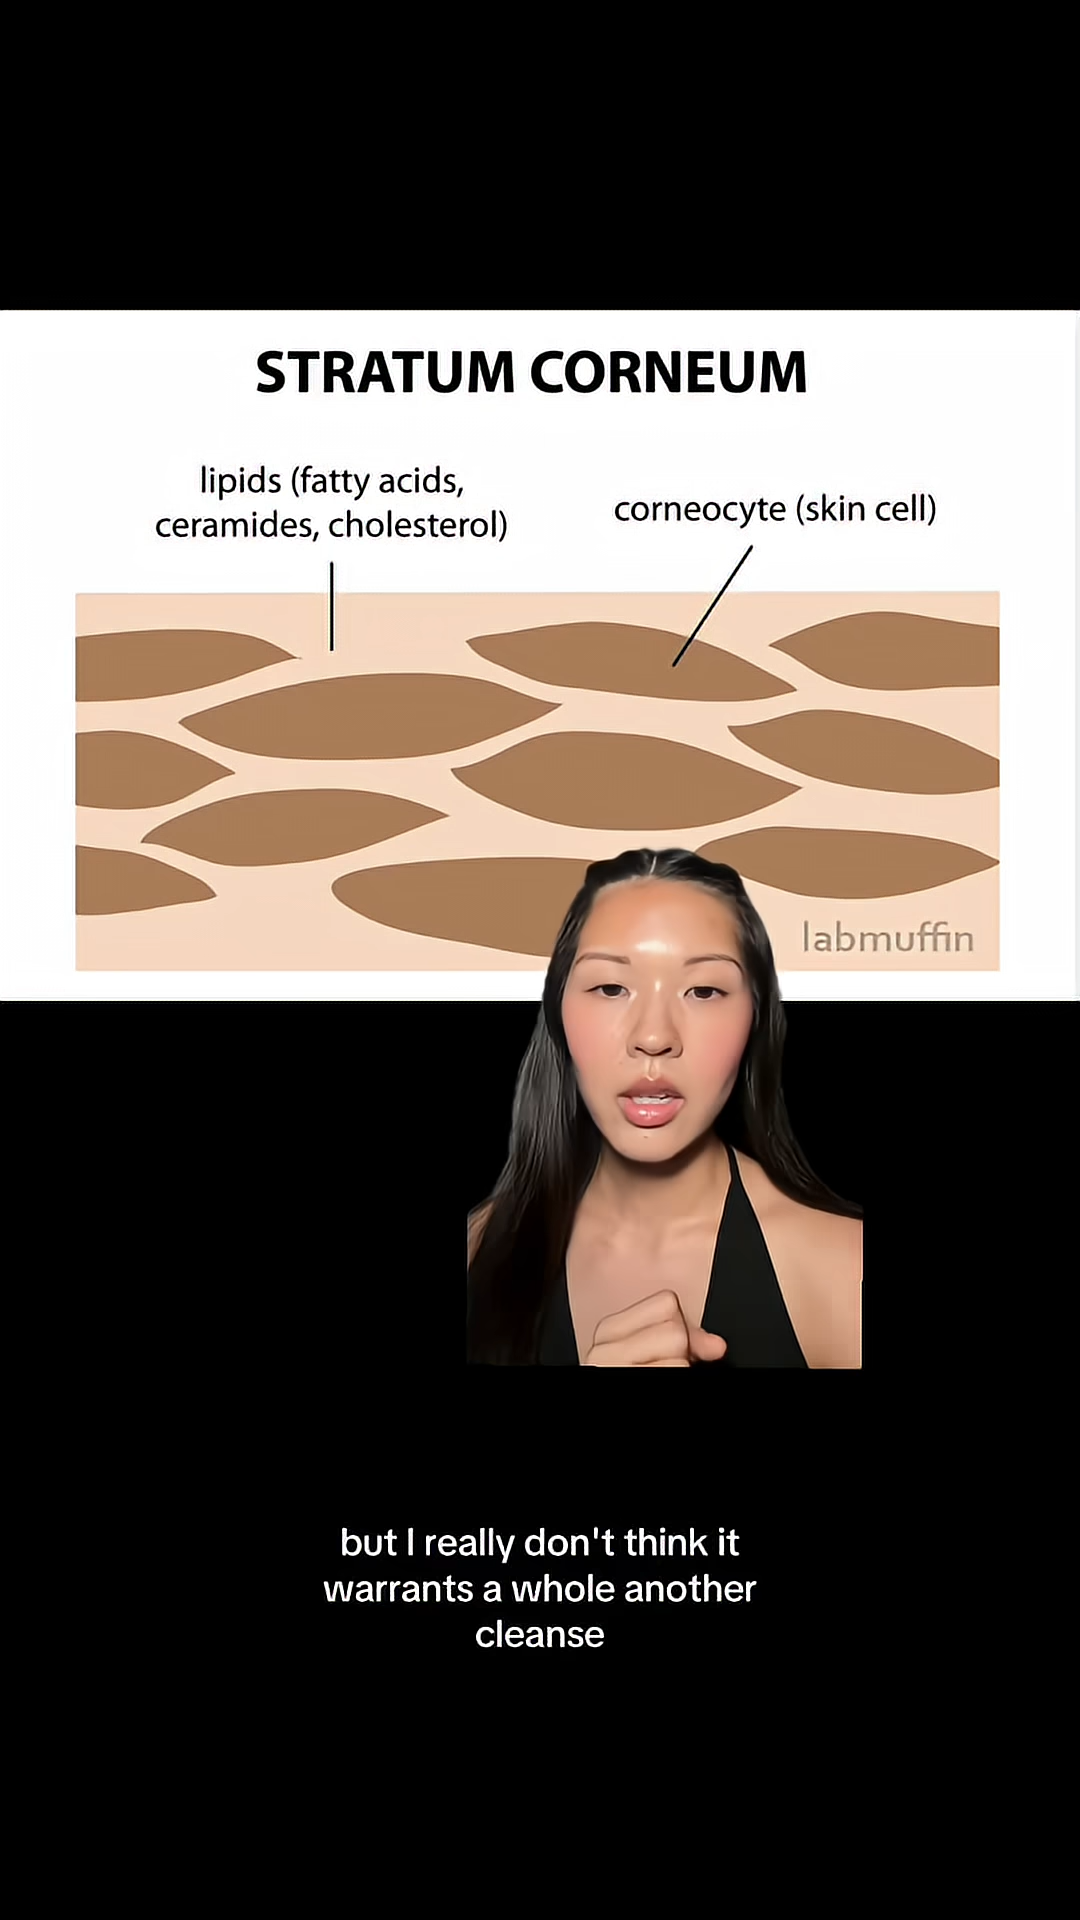 STRATUM CORNEUM
lipids (fatty acids,
ceramides, cholesterol)
corneocyte (skin cell)
labmuffin
but I really don't think it
warrants a whole another
cleanse